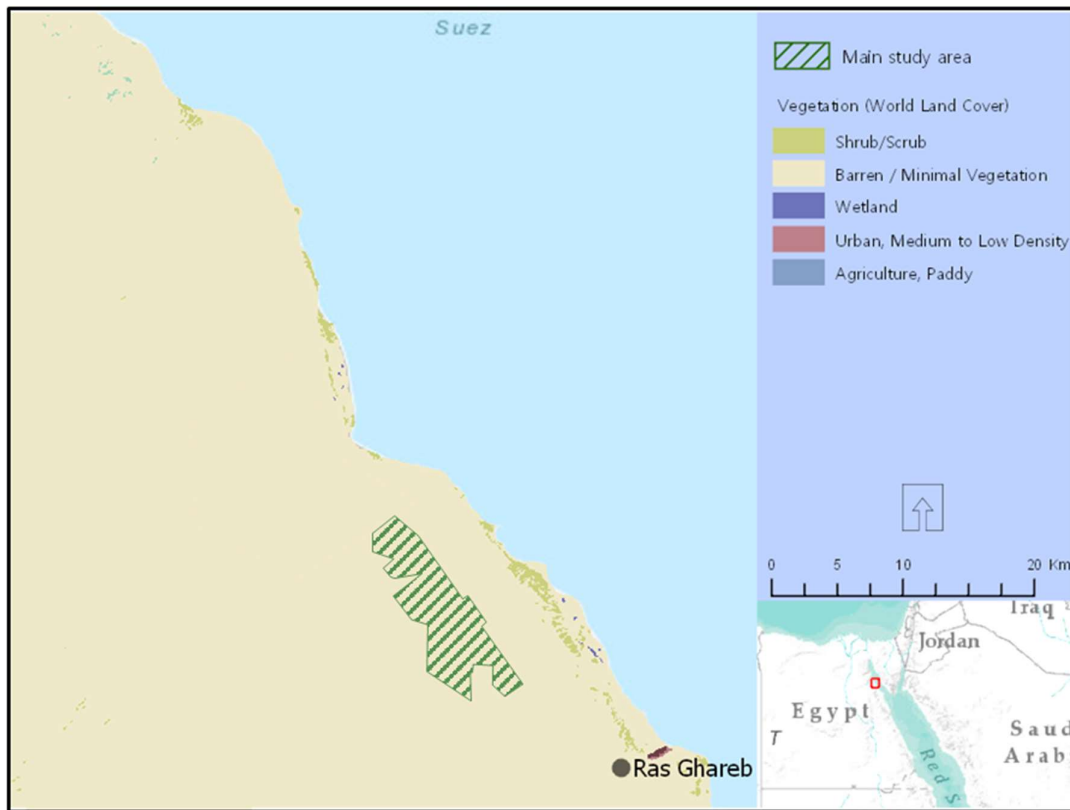 Suez
Main study area
Vegetation (World Land Cover)
Shrub/Scrub
Barren / Minimal Vegetation
Wetland
Urban, Medium to Low Density
Agriculture, Paddy
0 5 10 20 Km
Iraq
Jordan
Egypt
T
Saud
Arab
Red S
Ras Ghareb